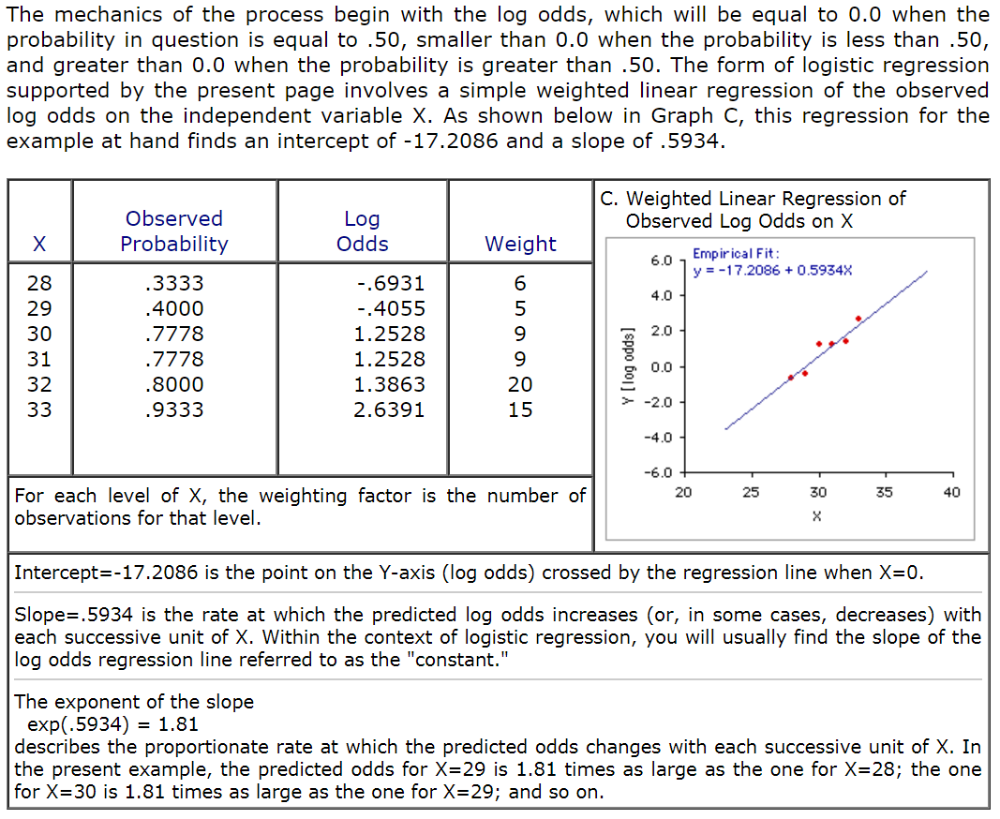 The mechanics of the process begin with the log odds, which will be equal to 0.0 when the
probability in question is equal to .50, smaller than 0.0 when the probability is less than .50,
and greater than 0.0 when the probability is greater than .50. The form of logistic regression
supported by the present page involves a simple weighted linear regression of the observed
log odds on the independent variable X. As shown below in Graph C, this regression for the
example at hand finds an intercept of -17.2086 and a slope of .5934.
X Observed Probability Log Odds Weight
28 .3333 -.6931 6
29 .4000 -.4055 5
30 .7778 1.2528 9
31 .7778 1.2528 9
32 .8000 1.3863 20
33 .9333 2.6391 15
For each level of X, the weighting factor is the number of
observations for that level.
C. Weighted Linear Regression of
Observed Log Odds on X
Empirical Fit:
y = -17.2086 + 0.5934X
6.0
4.0
2.0
0.0
-2.0
-4.0
-6.0
Y [log odds]
20 25 30 35 40
X
Intercept=-17.2086 is the point on the Y-axis (log odds) crossed by the regression line when X=0.
Slope=.5934 is the rate at which the predicted log odds increases (or, in some cases, decreases) with
each successive unit of X. Within the context of logistic regression, you will usually find the slope of the
log odds regression line referred to as the "constant."
The exponent of the slope
exp(.5934) = 1.81
describes the proportionate rate at which the predicted odds changes with each successive unit of X. In
the present example, the predicted odds for X=29 is 1.81 times as large as the one for X=28; the one
for X=30 is 1.81 times as large as the one for X=29; and so on.